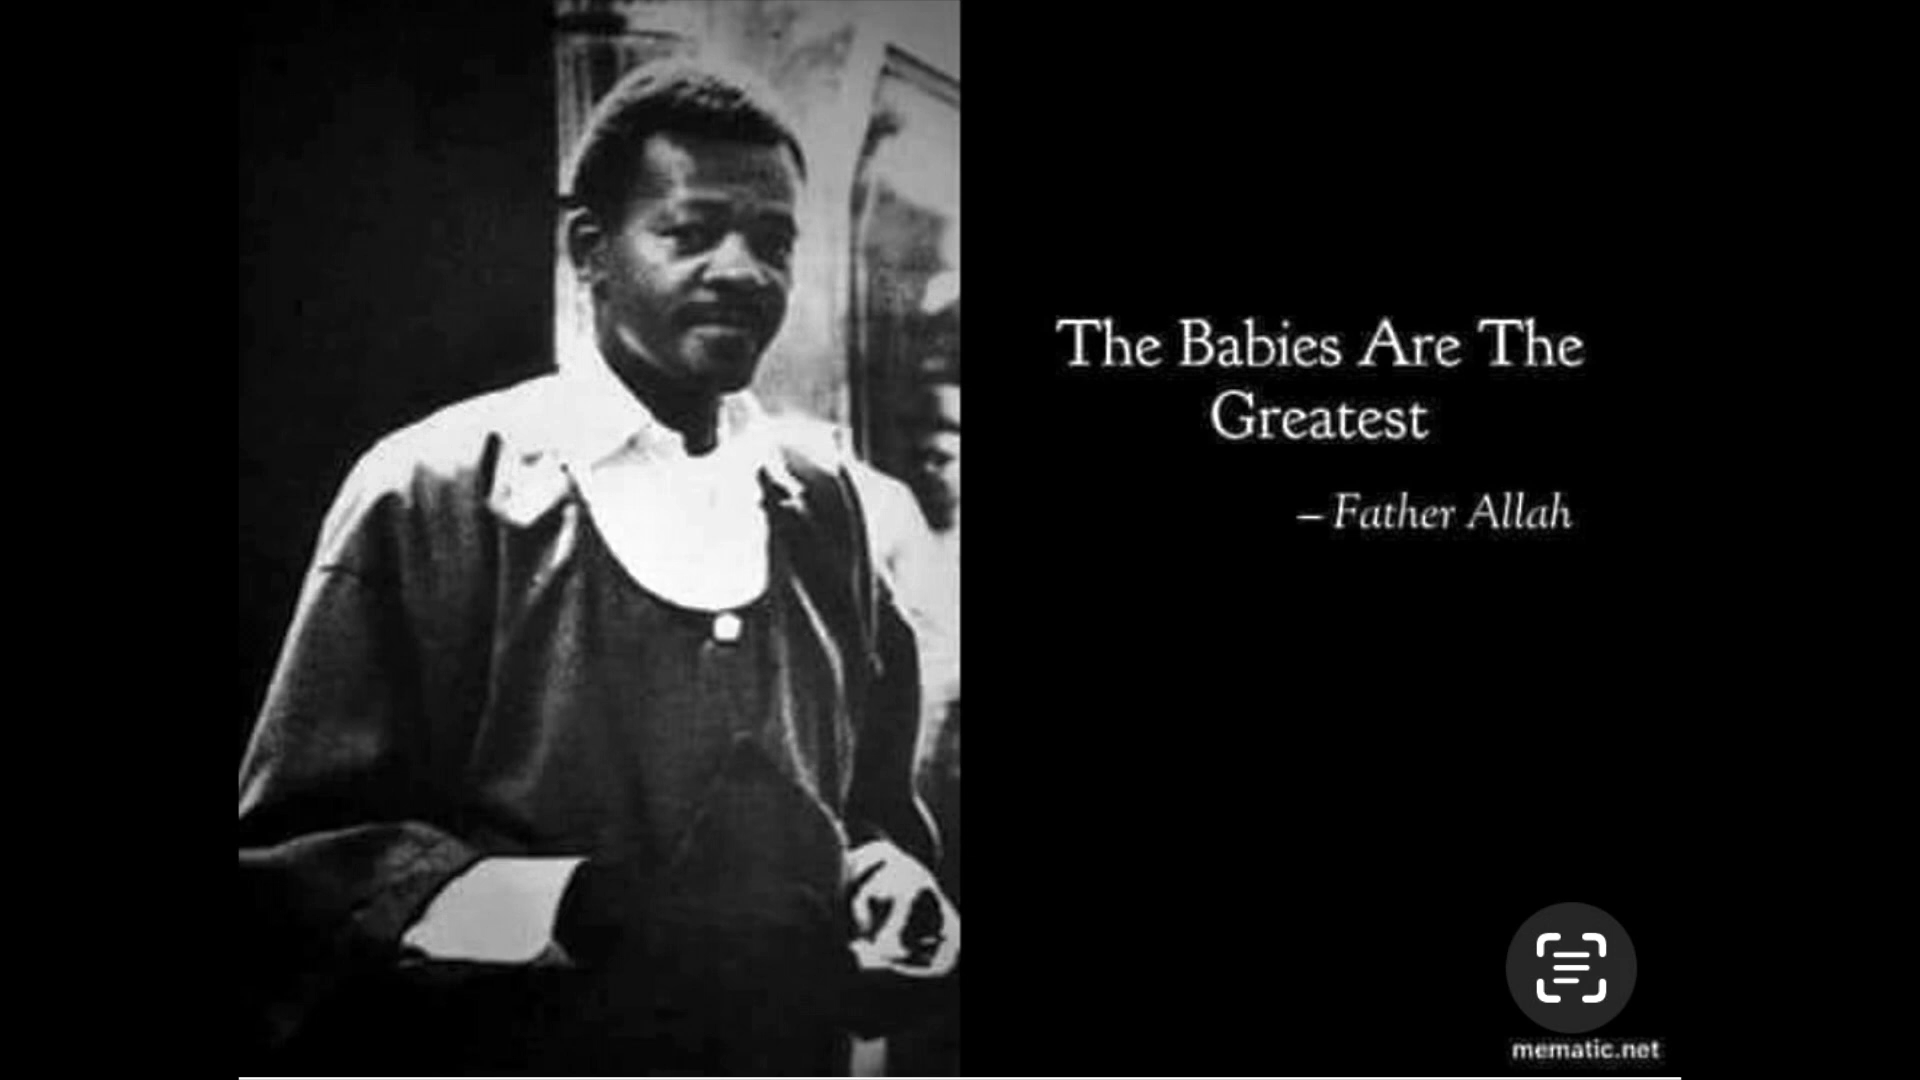 The Babies Are The
Greatest
– Father Allah
mematic.net